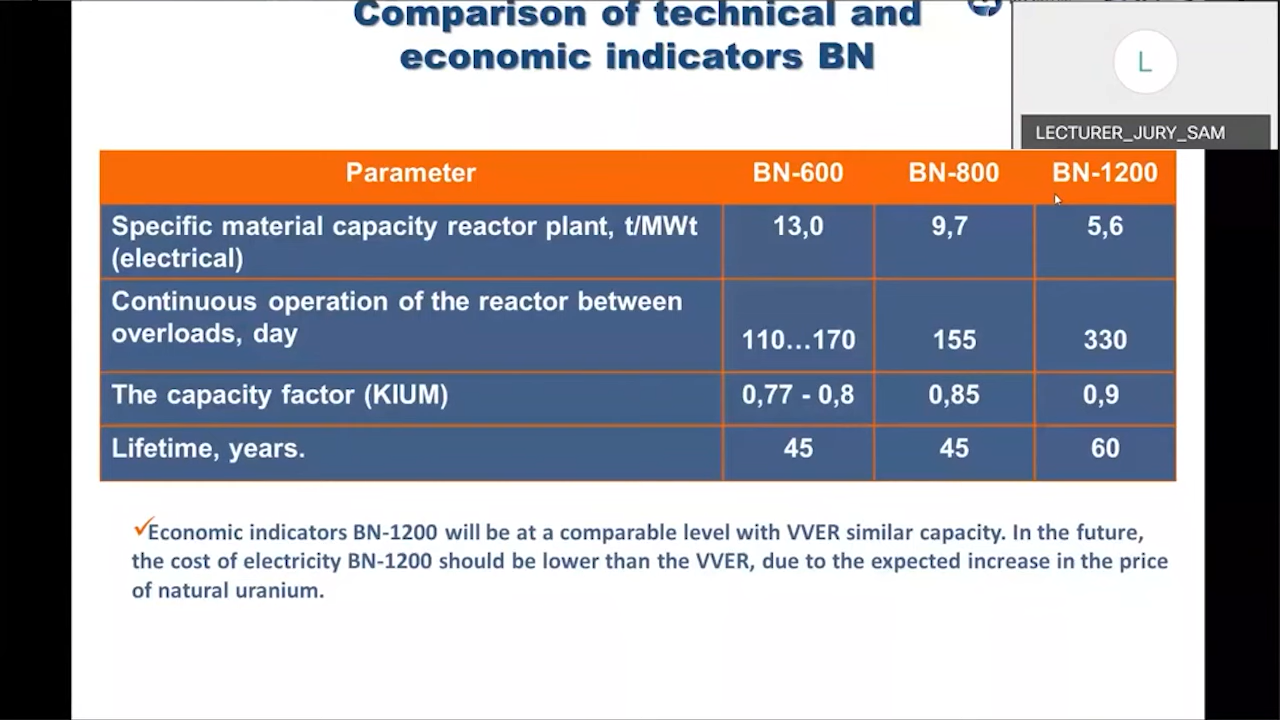 Comparison of technical and
economic indicators BN
L
LECTURER_JURY_SAM
Parameter BN-600 BN-800 BN-1200
Specific material capacity reactor plant, t/MWt
(electrical) 13,0 9,7 5,6
Continuous operation of the reactor between
overloads, day 110...170 155 330
The capacity factor (KIUM) 0,77 - 0,8 0,85 0,9
Lifetime, years. 45 45 60
✓Economic indicators BN-1200 will be at a comparable level with VVER similar capacity. In the future,
the cost of electricity BN-1200 should be lower than the VVER, due to the expected increase in the price
of natural uranium.